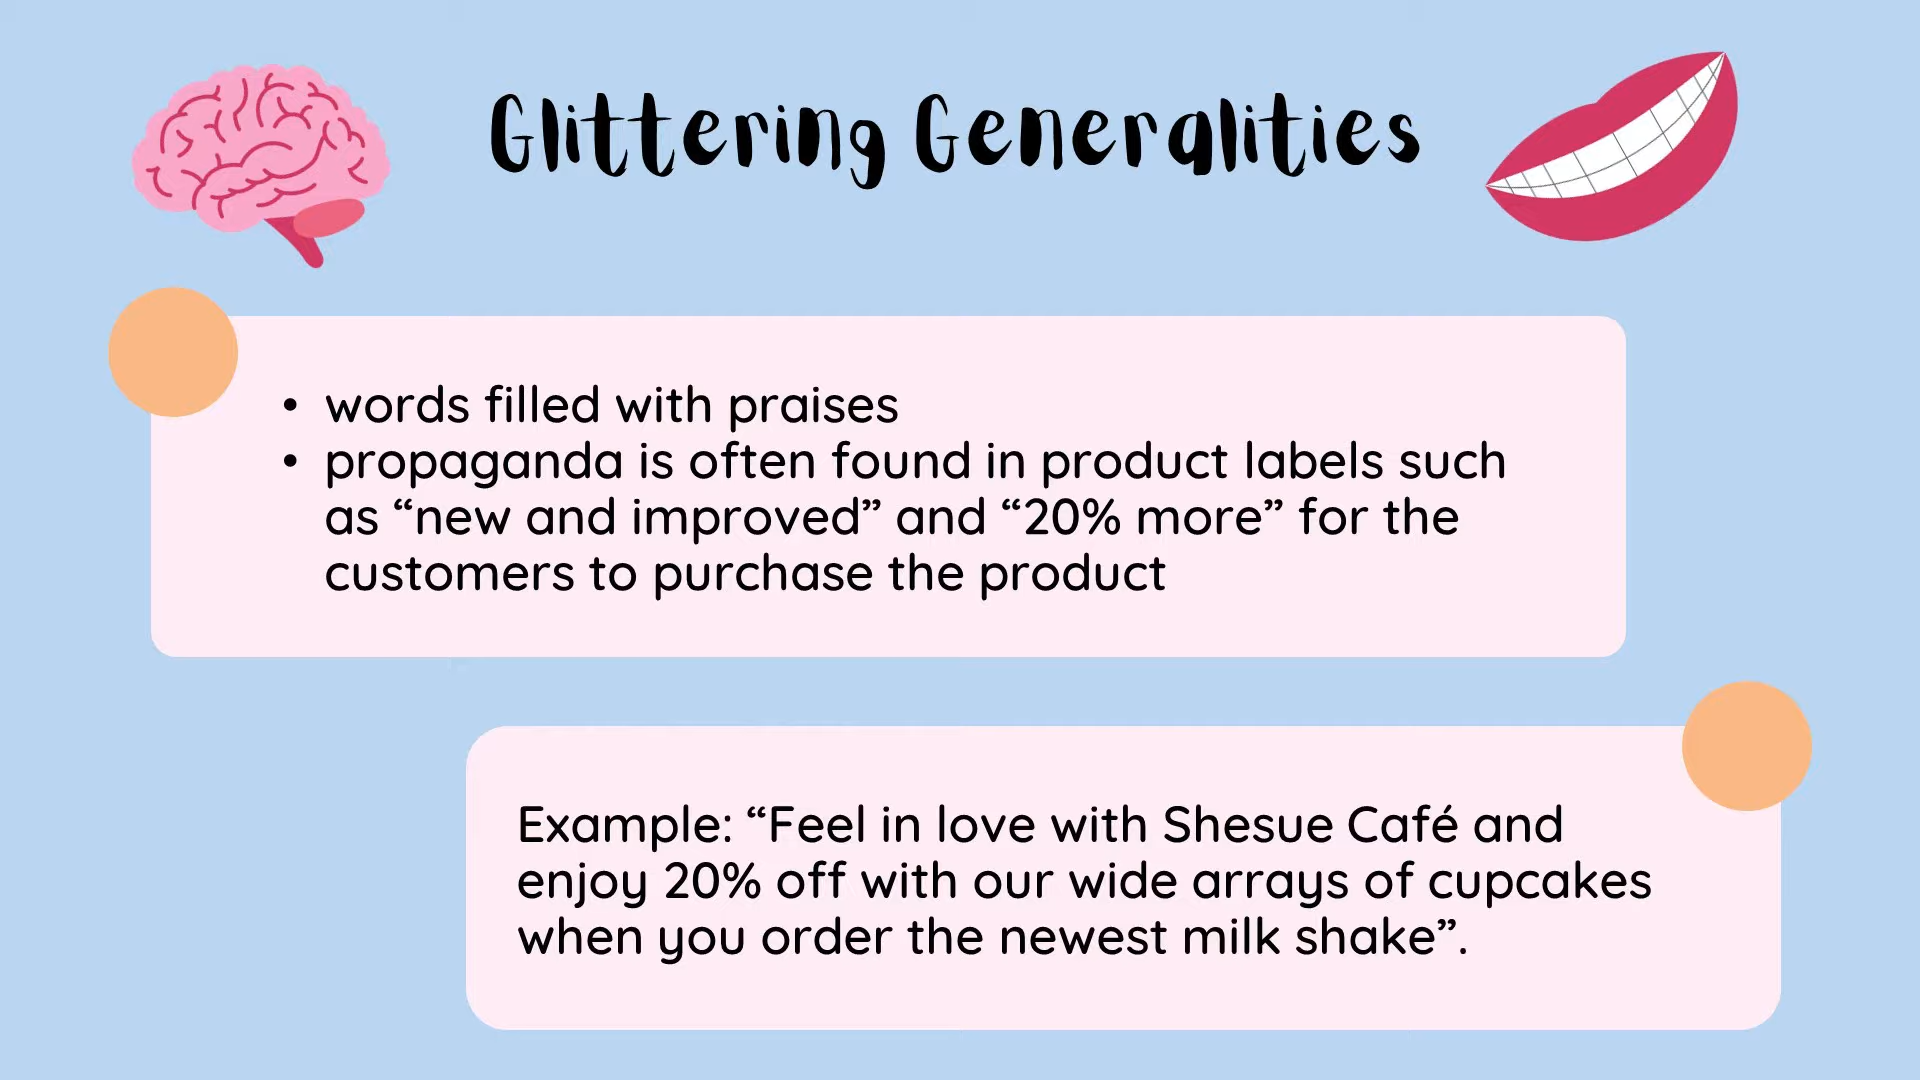 Glittering Generalities
• words filled with praises
• propaganda is often found in product labels such
as “new and improved” and “20% more” for the
customers to purchase the product
Example: “Feel in love with Shesue Café and
enjoy 20% off with our wide arrays of cupcakes
when you order the newest milk shake”.